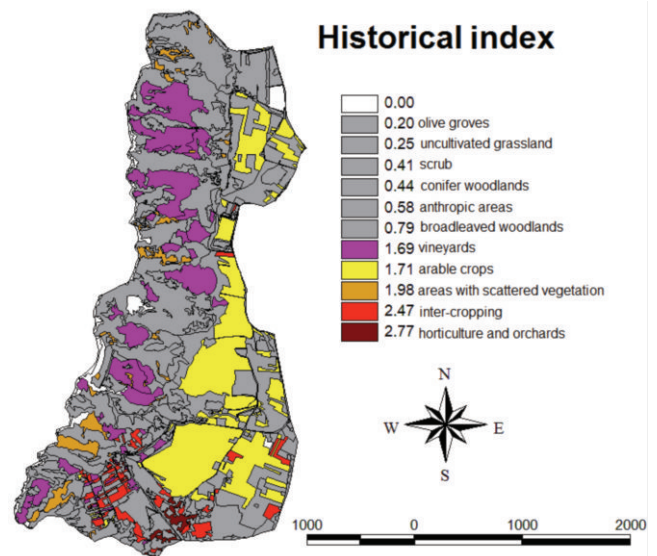 Historical index
0.00
0.20 olive groves
0.25 uncultivated grassland
0.41 scrub
0.44 conifer woodlands
0.58 anthropic areas
0.79 broadleaved woodlands
1.69 vineyards
1.71 arable crops
1.98 areas with scattered vegetation
2.47 inter-cropping
2.77 horticulture and orchards
N
W E
S
1000 0 1000 2000